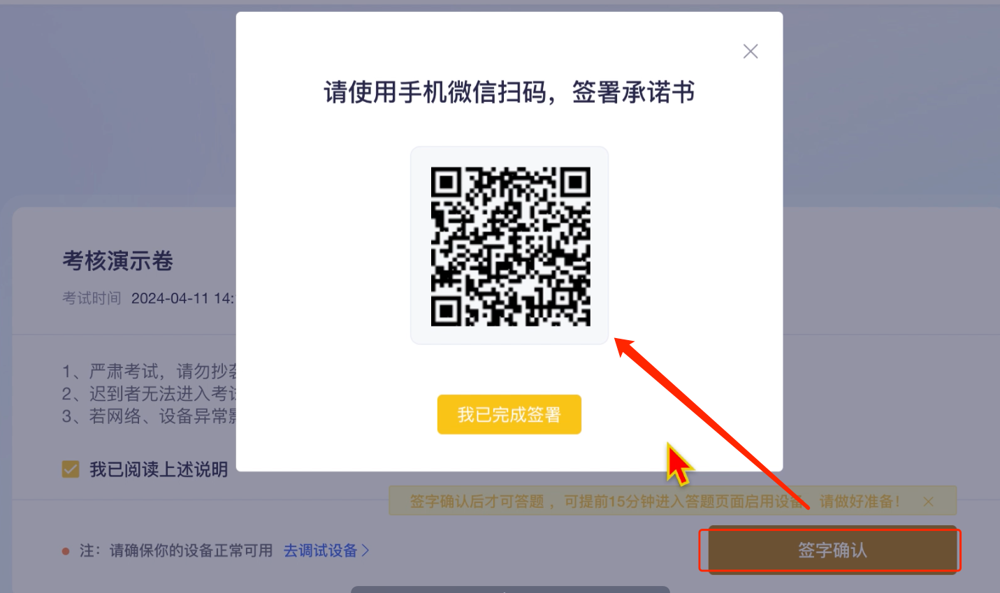 请使用手机微信扫码，签署承诺书
考核演示卷
考试时间 2024-04-11 14:
1、严肃考试，请勿抄
2、迟到者无法进入考
3、若网络、设备异常
我已完成签署
我已阅读上述说明
签字确认后才可答题 ，可提前15分钟进入答题页面启用设备，请做好准备！
注：请确保你的设备正常可用 去调试设备
签字确认